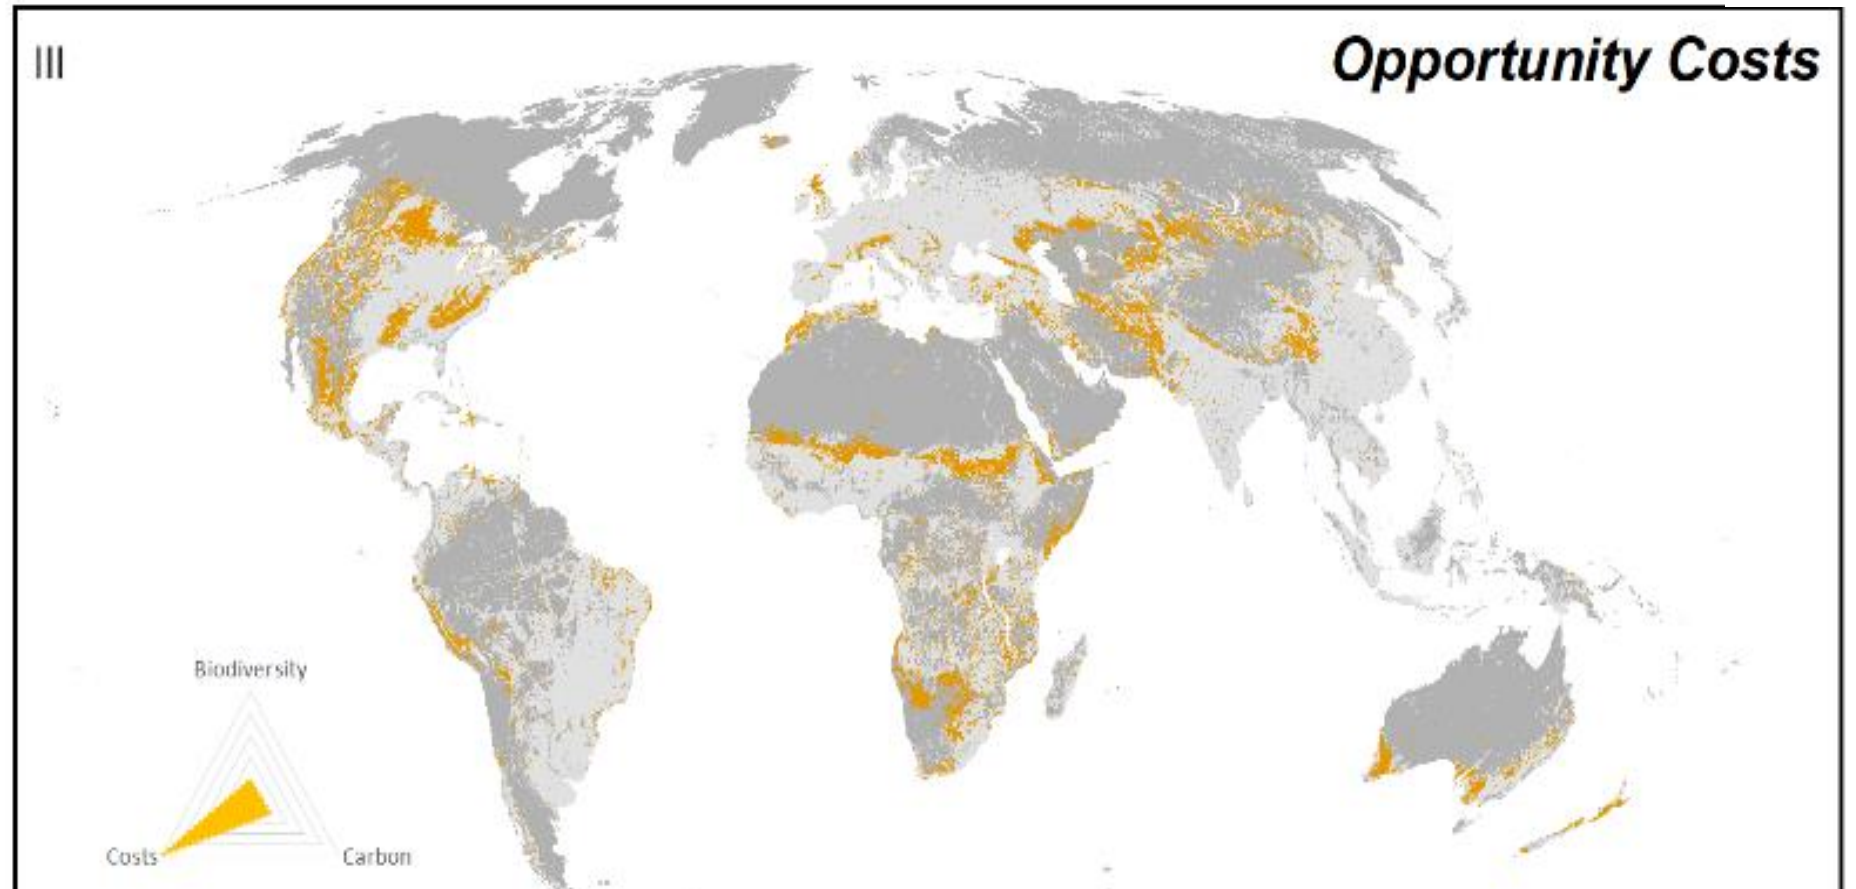 III
Opportunity Costs
Biodiversity
Costs
Carbon